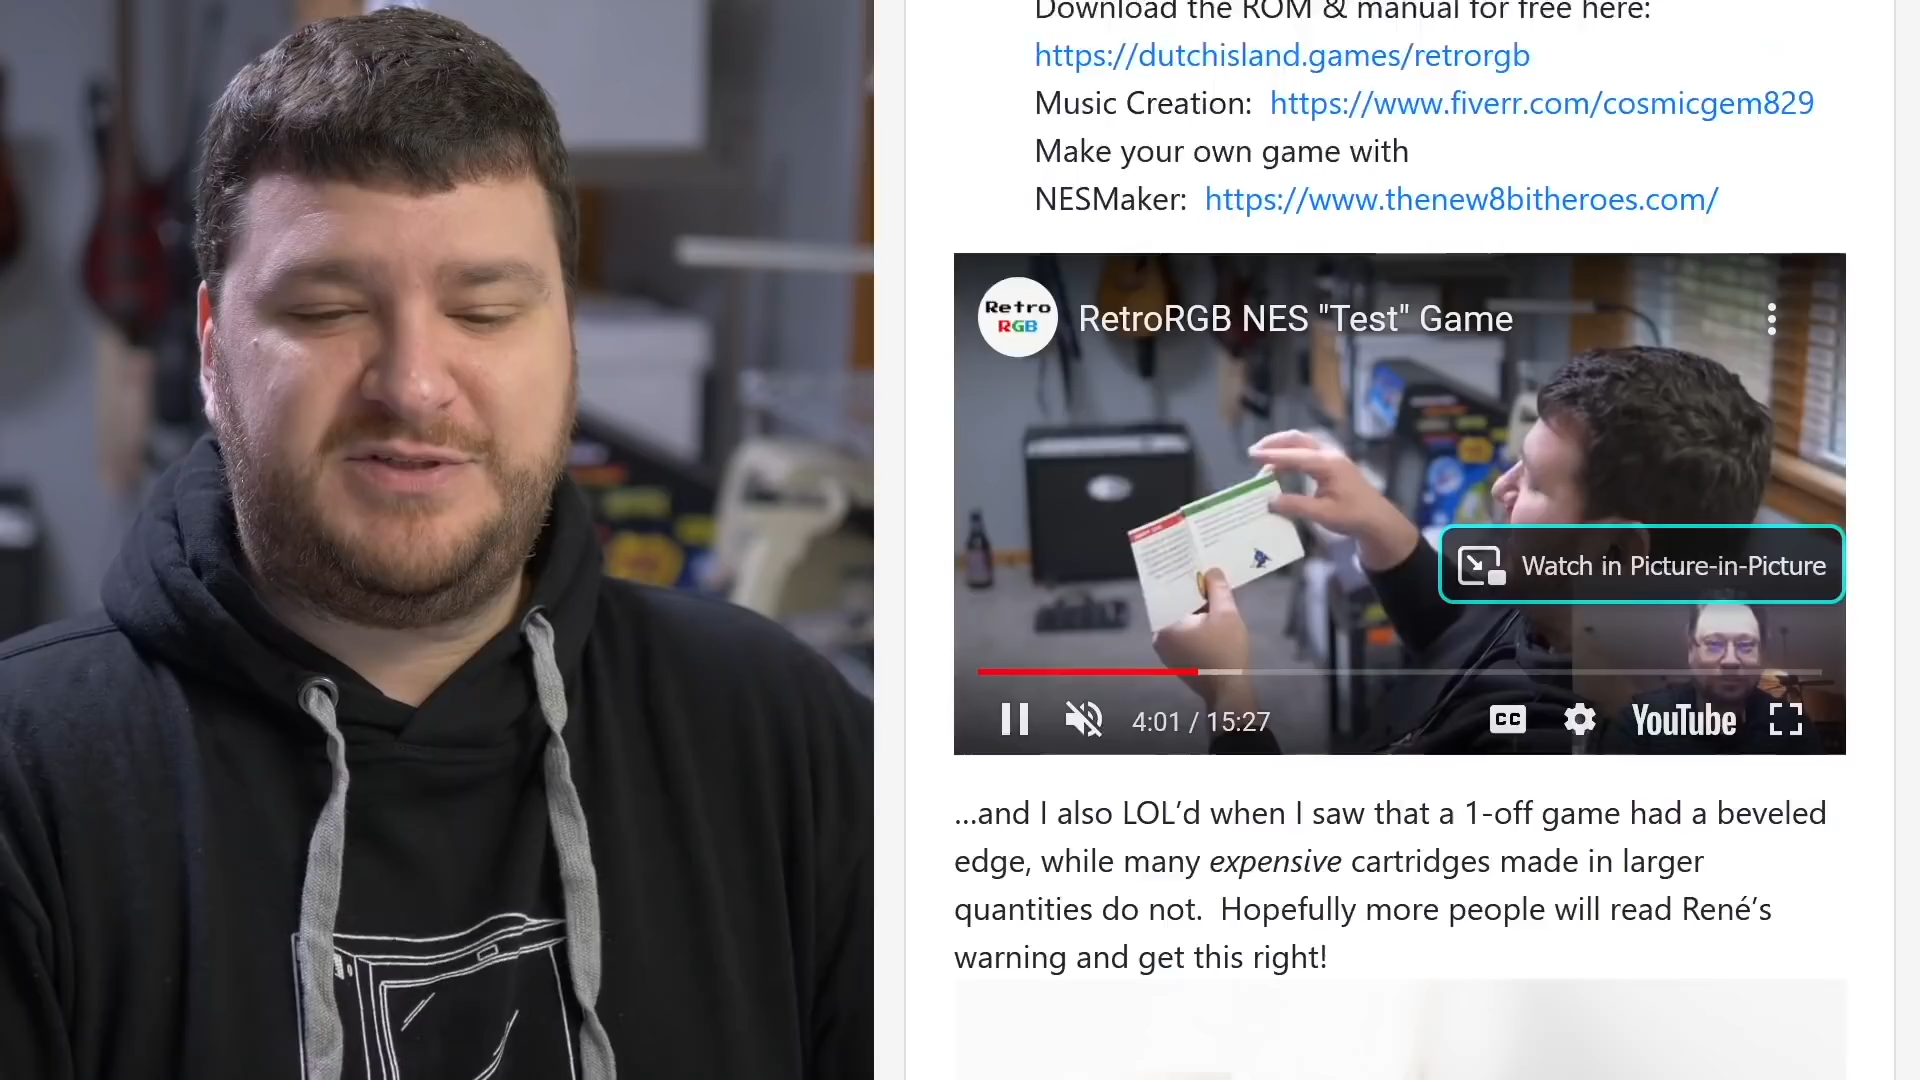 Download the ROM & manual for free here:
https://dutchisland.games/retrorgb
Music Creation:  https://www.fiverr.com/cosmicgem829
Make your own game with
NESMaker:  https://www.thenew8bitheroes.com/
Retro
RGB
RetroRGB NES "Test" Game
Watch in Picture-in-Picture
4:01 / 15:27
CC
YouTube
...and I also LOL’d when I saw that a 1-off game had a beveled
edge, while many expensive cartridges made in larger
quantities do not.  Hopefully more people will read René’s
warning and get this right!